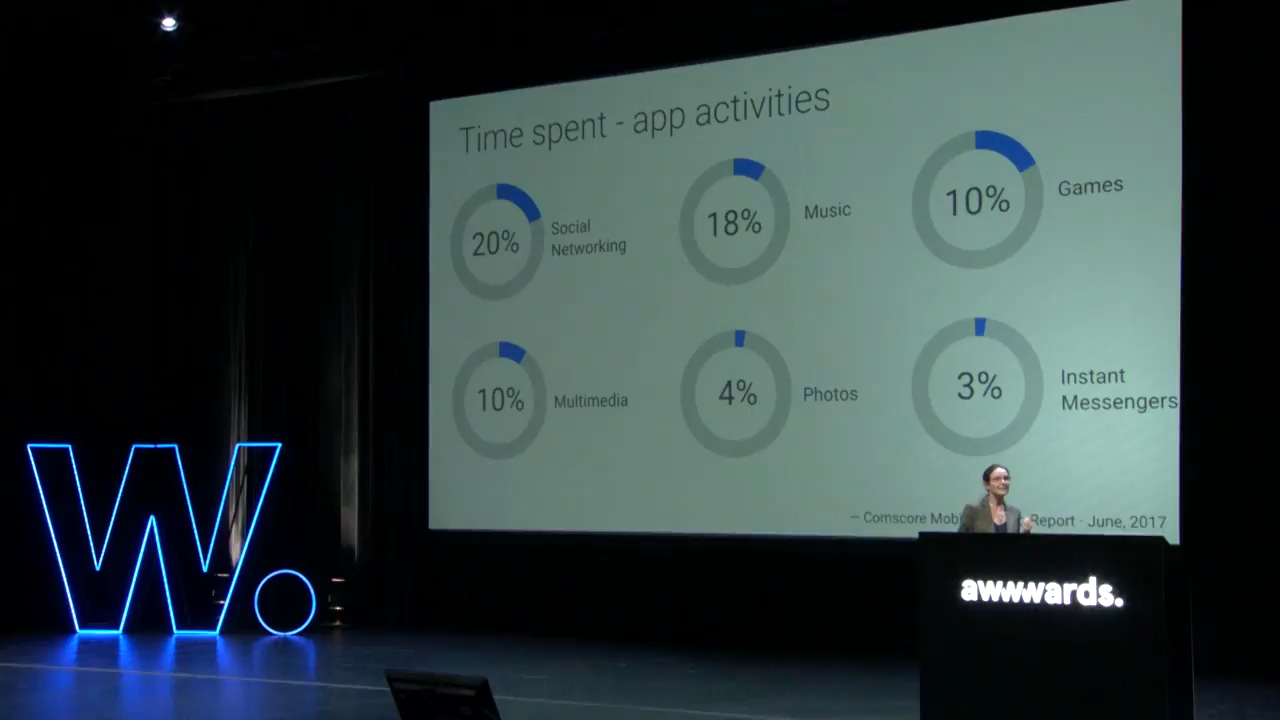 Time spent - app activities
20%
Social
Networking
18%
Music
10%
Games
10%
Multimedia
4%
Photos
3%
Instant
Messengers
— Comscore Mob Report · June, 2017
W.
awwwards.